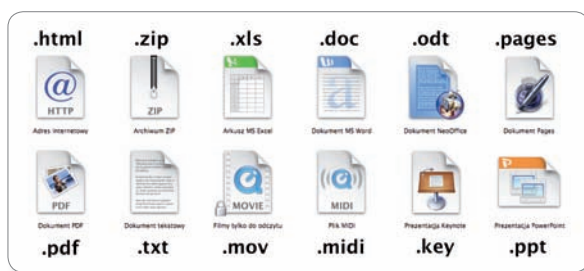 .html .zip .xls .doc .odt .pages
HTTP ZIP
Adres internetowy Archiwum ZIP Arkusz MS Excel Dokument MS Word Dokument NeoOffice Dokument Pages
PDF MOVIE MIDI
Dokument PDF Dokument tekstowy Filmy tylko do odczytu Plik MIDI Prezentacja Keynote Prezentacja PowerPoint
.pdf .txt .mov .midi .key .ppt